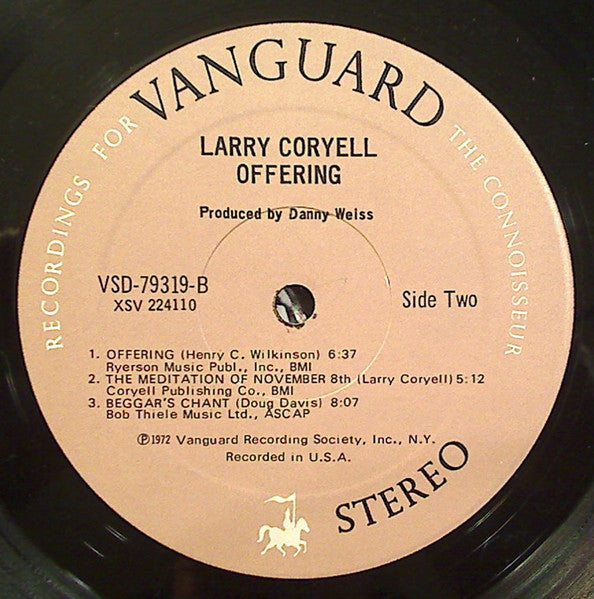 RECORDINGS FOR VANGUARD THE CONNOISSEUR
LARRY CORYELL
OFFERING
Produced by Danny Weiss
VSD-79319-B
XSV 224110
Side Two
1. OFFERING (Henry C. Wilkinson) 6:37
Ryerson Music Publ., Inc., BMI
2. THE MEDITATION OF NOVEMBER 8th (Larry Coryell) 5:12
Coryell Publishing Co., BMI
3. BEGGAR'S CHANT (Doug Davis) 8:07
Bob Thiele Music Ltd., ASCAP
℗1972 Vanguard Recording Society, Inc., N.Y.
Recorded in U.S.A.
STEREO